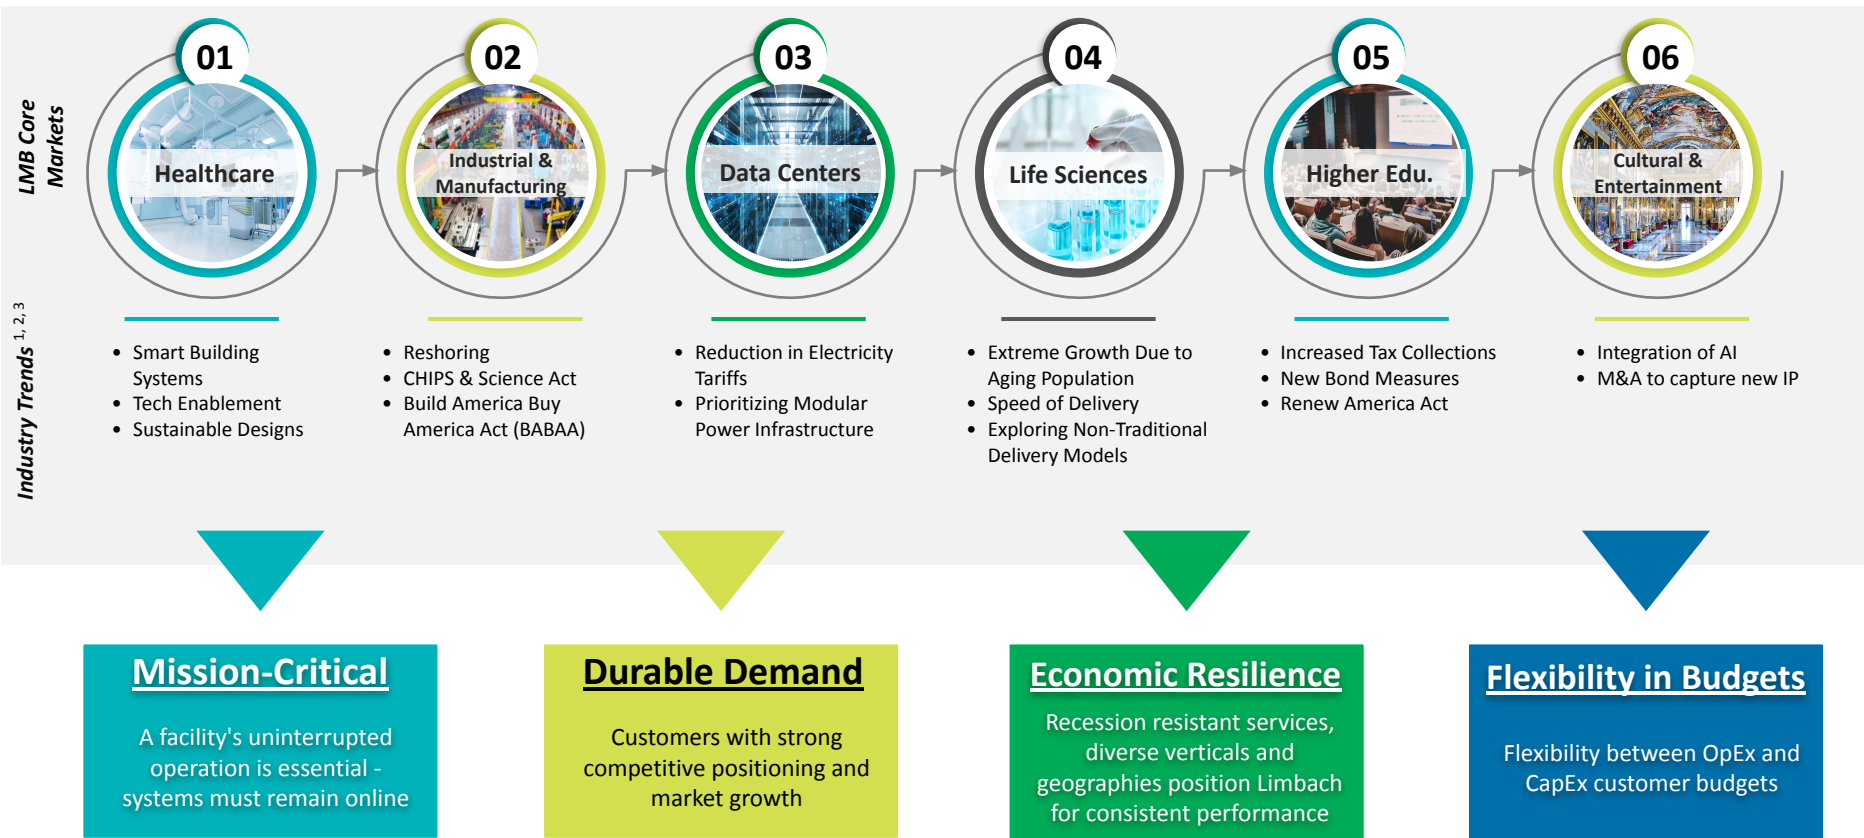 LMB Core
Markets
01
Healthcare
02
Industrial &
Manufacturing
03
Data Centers
04
Life Sciences
05
Higher Edu.
06
Cultural &
Entertainment
Industry Trends 1, 2, 3
• Smart Building
Systems
• Tech Enablement
• Sustainable Designs
• Reshoring
• CHIPS & Science Act
• Build America Buy
America Act (BABAA)
• Reduction in Electricity
Tariffs
• Prioritizing Modular
Power Infrastructure
• Extreme Growth Due to
Aging Population
• Speed of Delivery
• Exploring Non-Traditional
Delivery Models
• Increased Tax Collections
• New Bond Measures
• Renew America Act
• Integration of AI
• M&A to capture new IP
Mission-Critical
A facility's uninterrupted
operation is essential -
systems must remain online
Durable Demand
Customers with strong
competitive positioning and
market growth
Economic Resilience
Recession resistant services,
diverse verticals and
geographies position Limbach
for consistent performance
Flexibility in Budgets
Flexibility between OpEx and
CapEx customer budgets